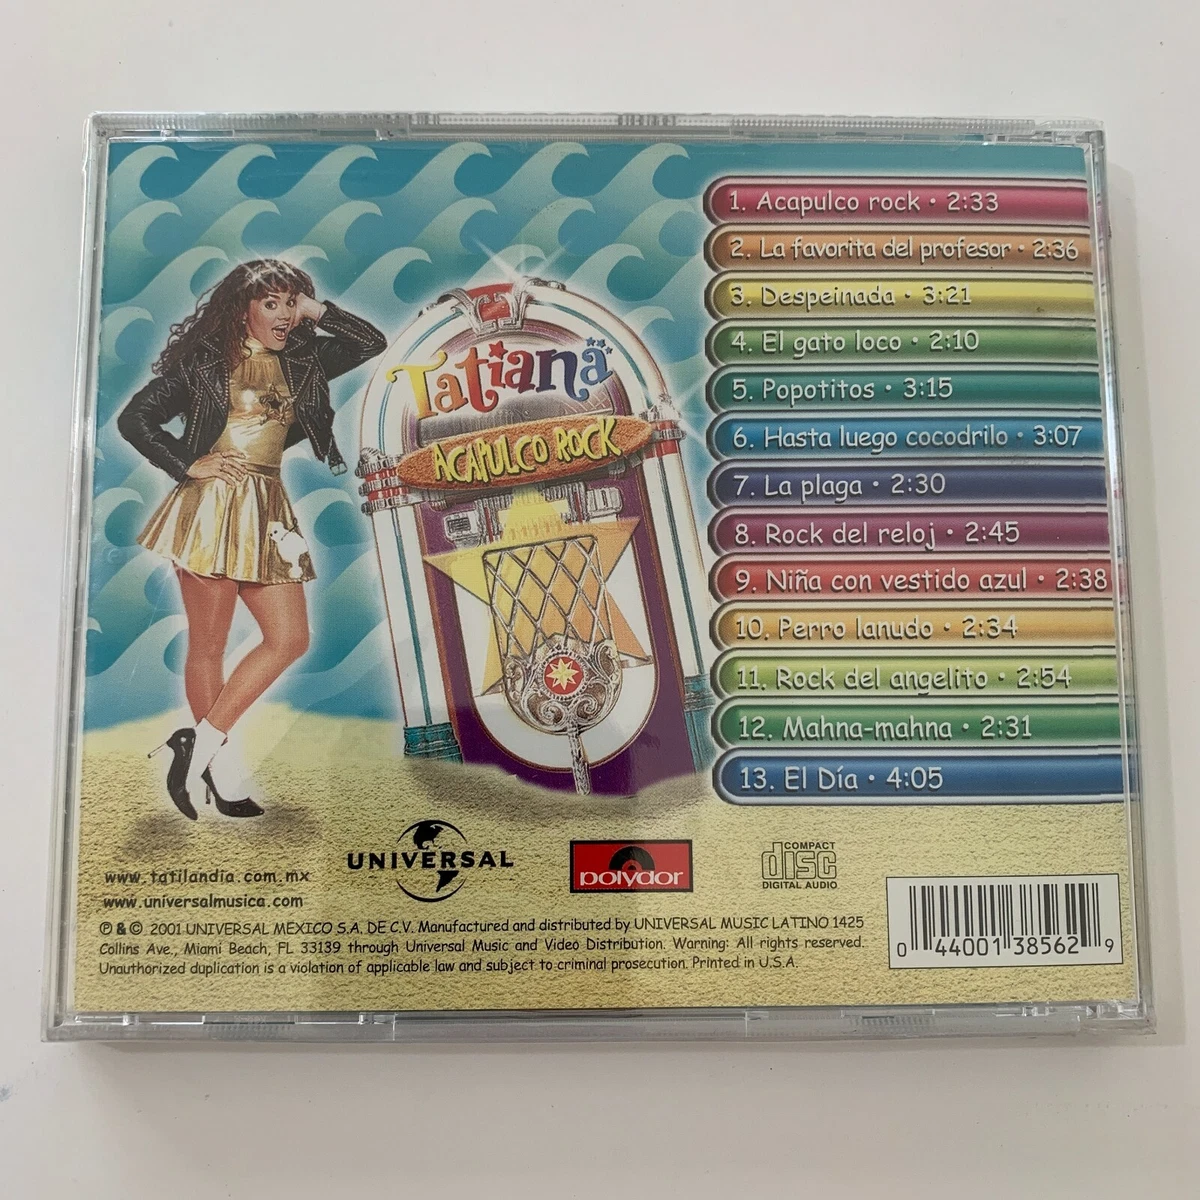 1. Acapulco rock • 2:33
2. La favorita del profesor • 2:36
3. Despeinada • 3:21
4. El gato loco • 2:10
5. Popotitos • 3:15
6. Hasta luego cocodrilo • 3:07
7. La plaga • 2:30
8. Rock del reloj • 2:45
9. Niña con vestido azul • 2:38
10. Perro lanudo • 2:34
11. Rock del angelito • 2:54
12. Mahna-mahna • 2:31
13. El Día • 4:05
Tatiana
ACAPULCO ROCK
UNIVERSAL
polydor
COMPACT
disc
DIGITAL AUDIO
www.tatilandia.com.mx
www.universalmusica.com
℗ & © 2001 UNIVERSAL MEXICO S.A. DE C.V. Manufactured and distributed by UNIVERSAL MUSIC LATINO 1425
Collins Ave., Miami Beach, FL 33139 through Universal Music and Video Distribution. Warning: All rights reserved.
Unauthorized duplication is a violation of applicable law and subject to criminal prosecution. Printed in U.S.A.
0 44001 38562 9